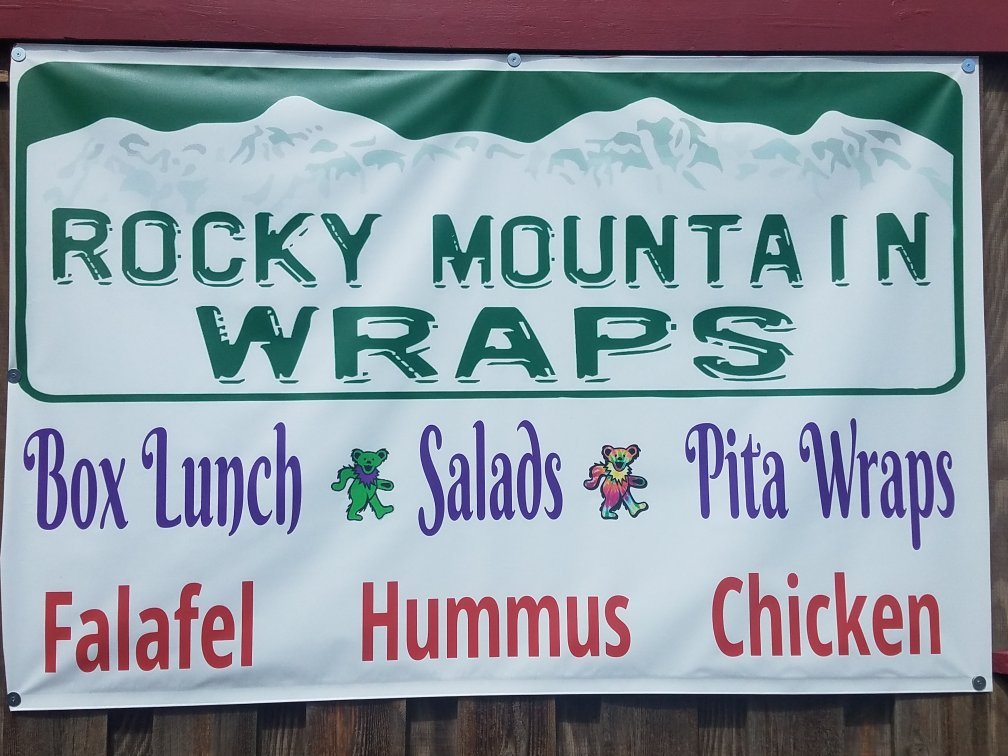 ROCKY MOUNTAIN
WRAPS
Box Lunch Salads Pita Wraps
Falafel Hummus Chicken